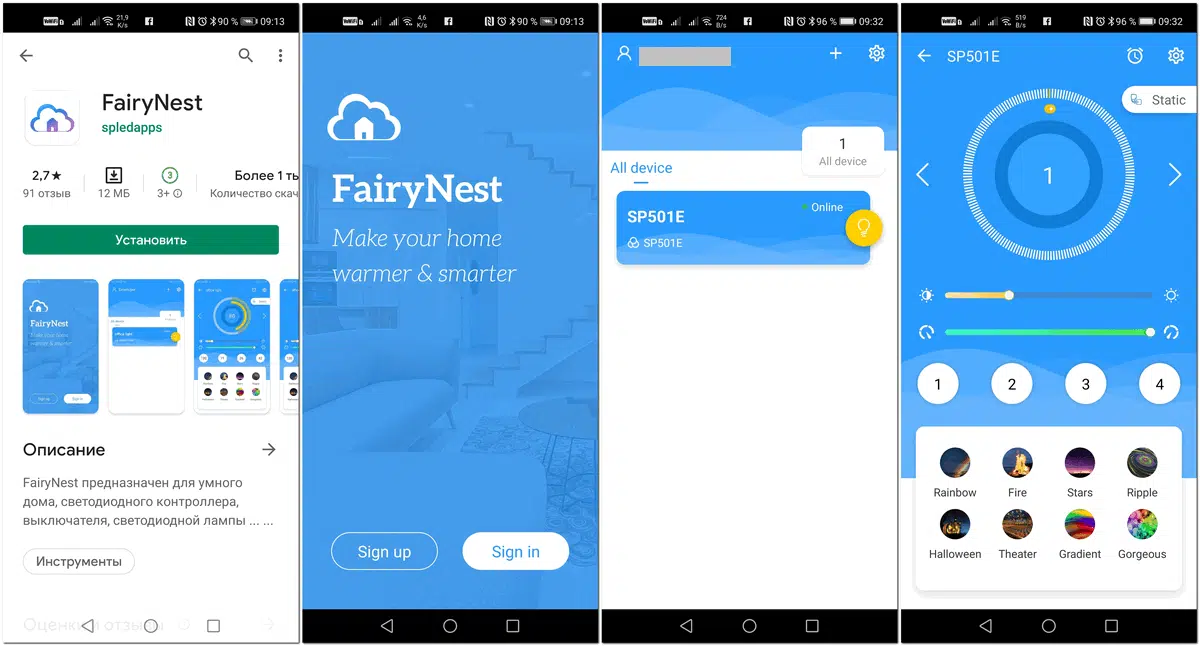 21,9
K/s
90 %
09:13
FairyNest
spledapps
2,7★
91 отзыв
12 МБ
3
3+
Более 1 ты
Количество скач
Установить
FairyNest
Описание
FairyNest предназначен для умного
дома, светодиодного контроллера,
выключателя, светодиодной лампы ... ...
Инструменты
Оценки и отзывы
4,6
K/s
90 %
09:13
FairyNest
Make your home
warmer & smarter
Sign up
Sign in
724
B/s
96 %
09:32
1
All device
All device
SP501E
Online
SP501E
519
B/s
96 %
09:32
SP501E
Static
1
1
2
3
4
Rainbow
Fire
Stars
Ripple
Halloween
Theater
Gradient
Gorgeous